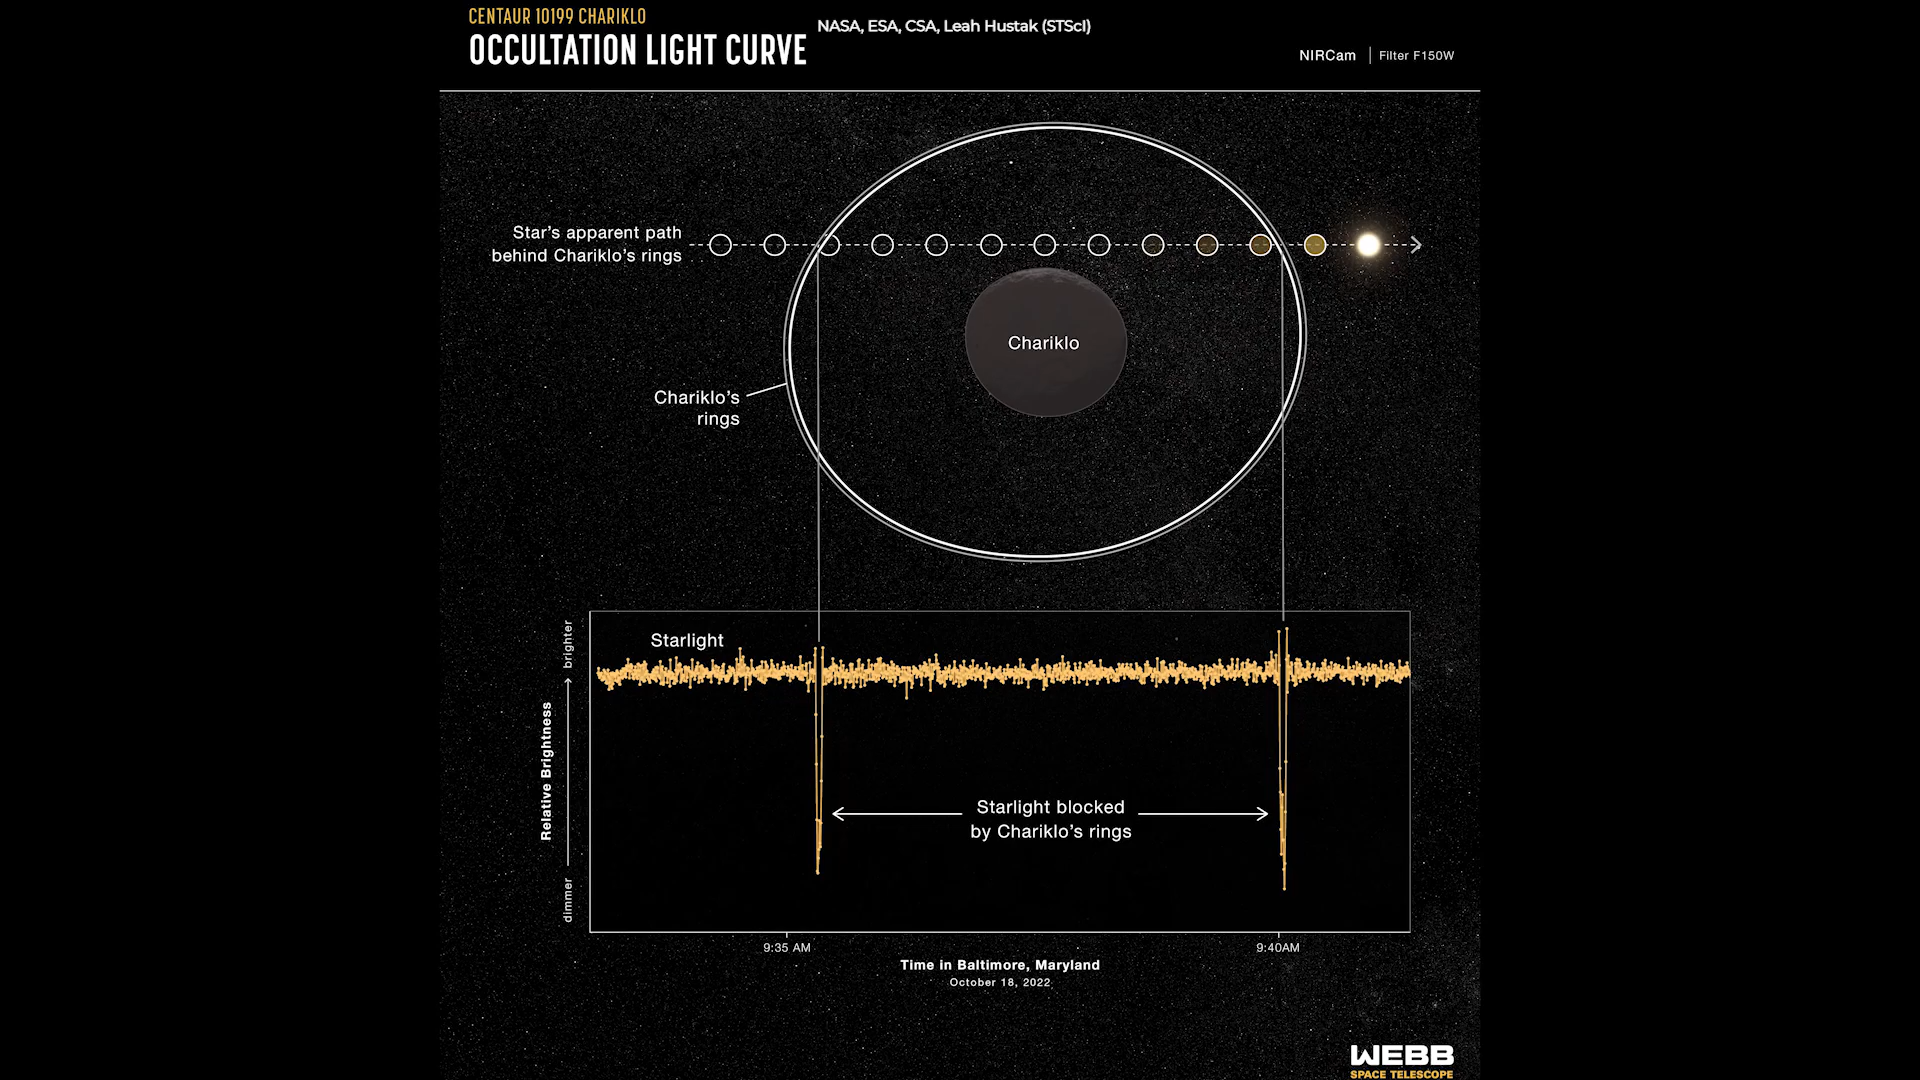 CENTAUR 10199 CHARIKLO
OCCULTATION LIGHT CURVE
NASA, ESA, CSA, Leah Hustak (STScI)
NIRCam | Filter F150W
Star’s apparent path
behind Chariklo’s rings
Chariklo
Chariklo’s
rings
Starlight
brighter
Relative Brightness
dimmer
Starlight blocked
by Chariklo’s rings
9:35 AM
9:40AM
Time in Baltimore, Maryland
October 18, 2022
WEBB
SPACE TELESCOPE